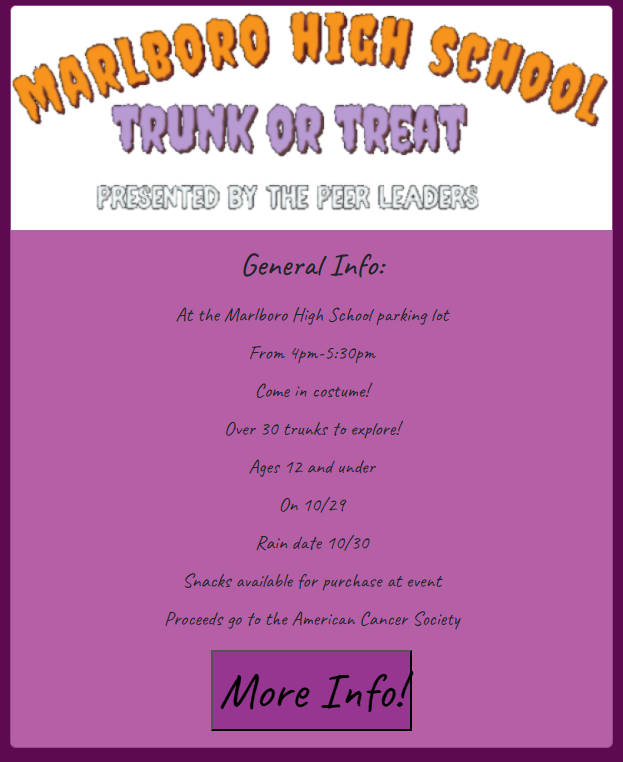 MARLBORO HIGH SCHOOL
TRUNK OR TREAT
PRESENTED BY THE PEER LEADERS
General Info:
At the Marlboro High School parking lot
From 4pm-5:30pm
Come in costume!
Over 30 trunks to explore!
Ages 12 and under
On 10/29
Rain date 10/30
Snacks available for purchase at event
Proceeds go to the American Cancer Society
More Info!